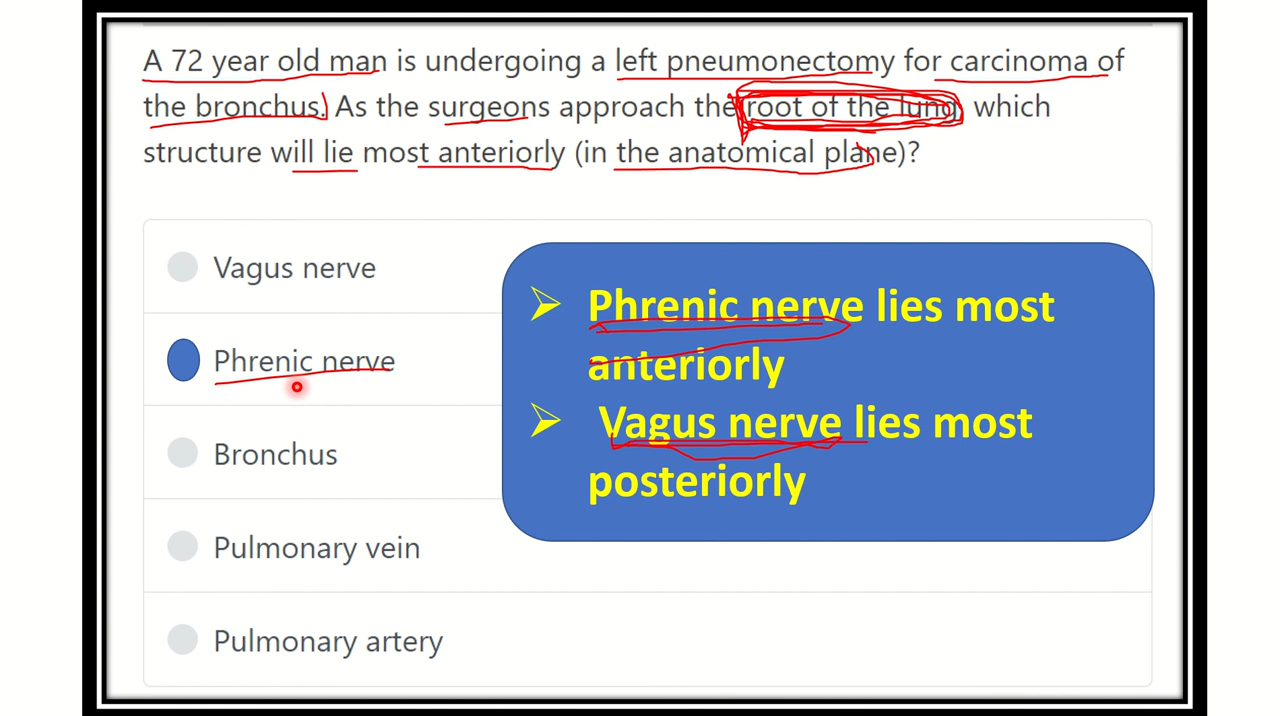 A 72 year old man is undergoing a left pneumonectomy for carcinoma of
the bronchus. As the surgeons approach the root of the lung, which
structure will lie most anteriorly (in the anatomical plane)?
Vagus nerve
Phrenic nerve
Bronchus
Pulmonary vein
Pulmonary artery
Phrenic nerve lies most
anteriorly
Vagus nerve lies most
posteriorly